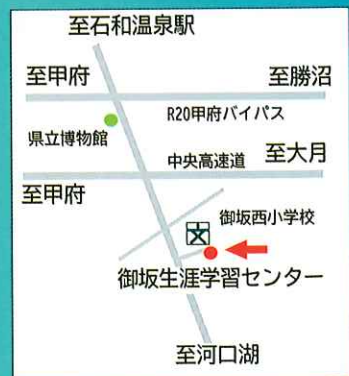 至石和温泉駅
至甲府
至勝沼
R20甲府バイパス
県立博物館
中央高速道
至大月
至甲府
御坂西小学校
文
御坂生涯学習センター
至河口湖